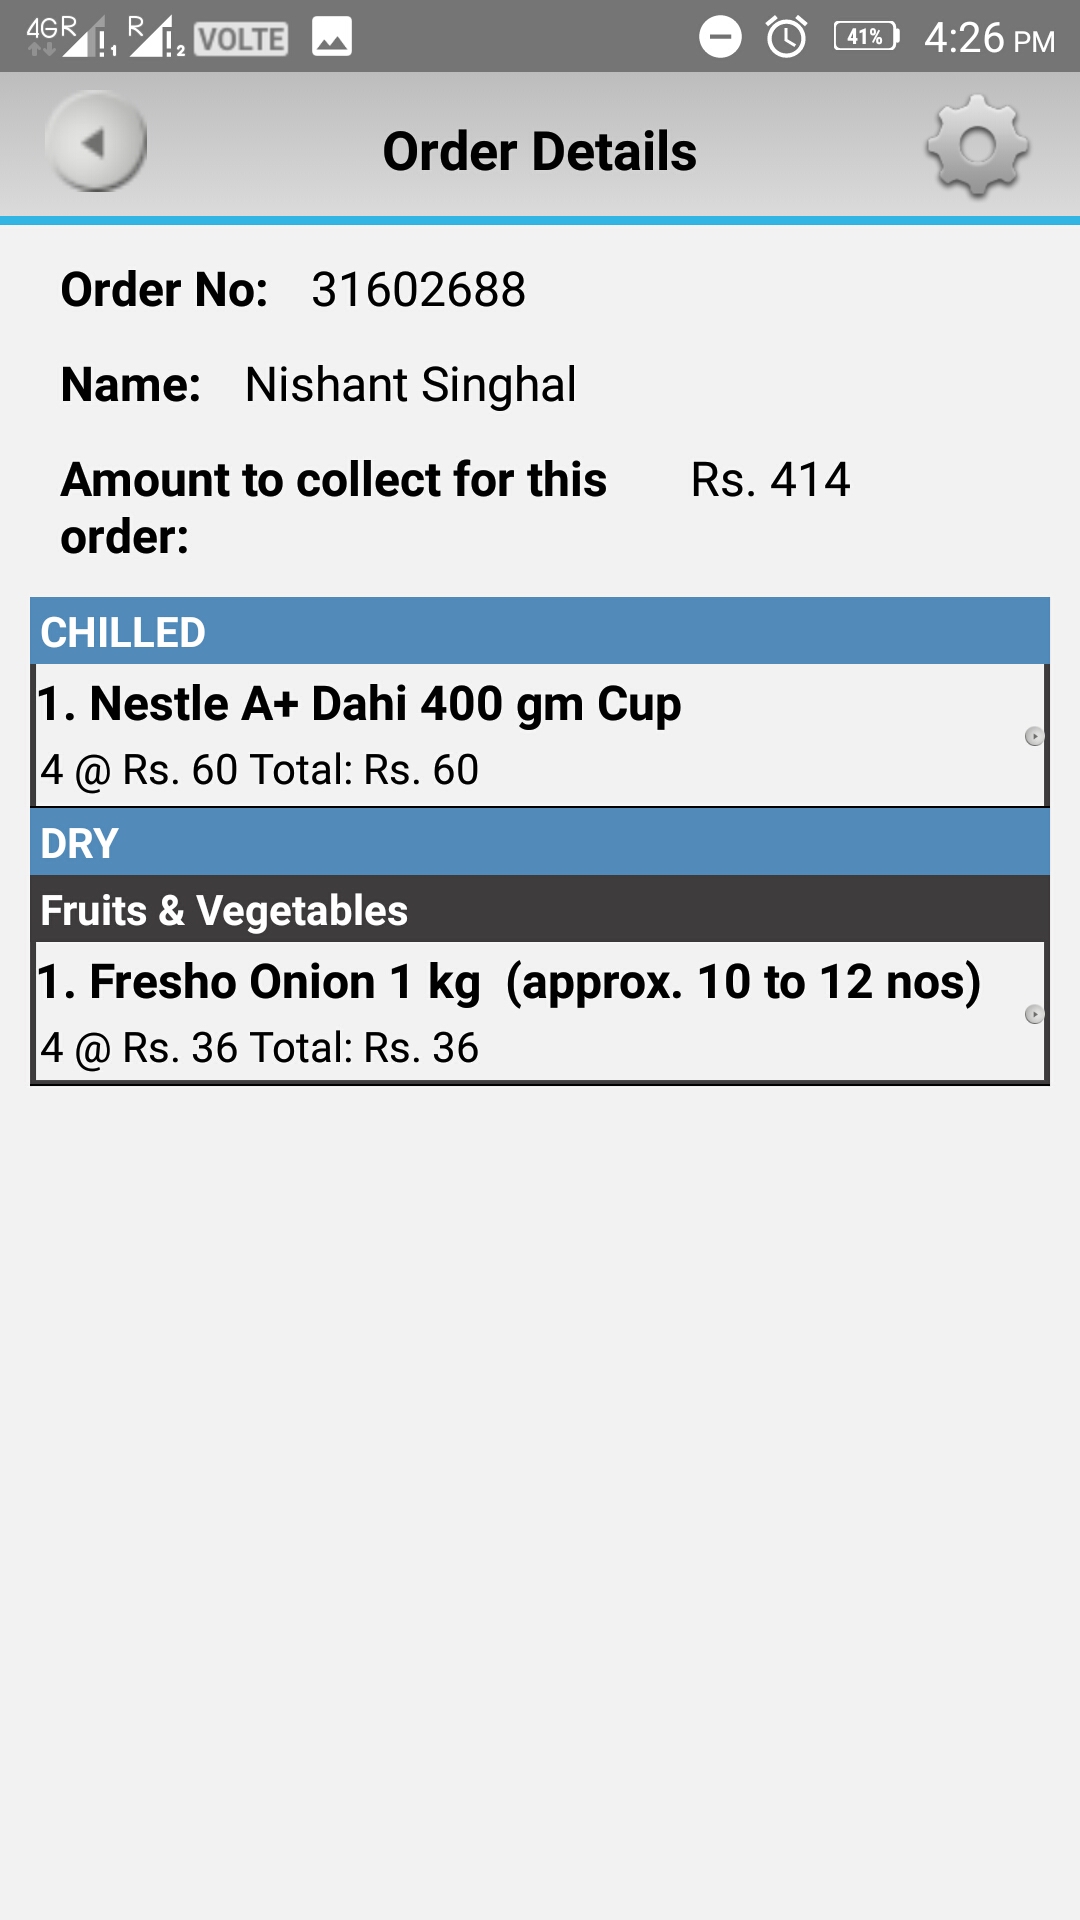 4G R 1 R 2 VOLTE 41% 4:26 PM
Order Details
Order No: 31602688
Name: Nishant Singhal
Amount to collect for this Rs. 414
order:
CHILLED
1. Nestle A+ Dahi 400 gm Cup
4 @ Rs. 60 Total: Rs. 60
DRY
Fruits & Vegetables
1. Fresho Onion 1 kg  (approx. 10 to 12 nos)
4 @ Rs. 36 Total: Rs. 36